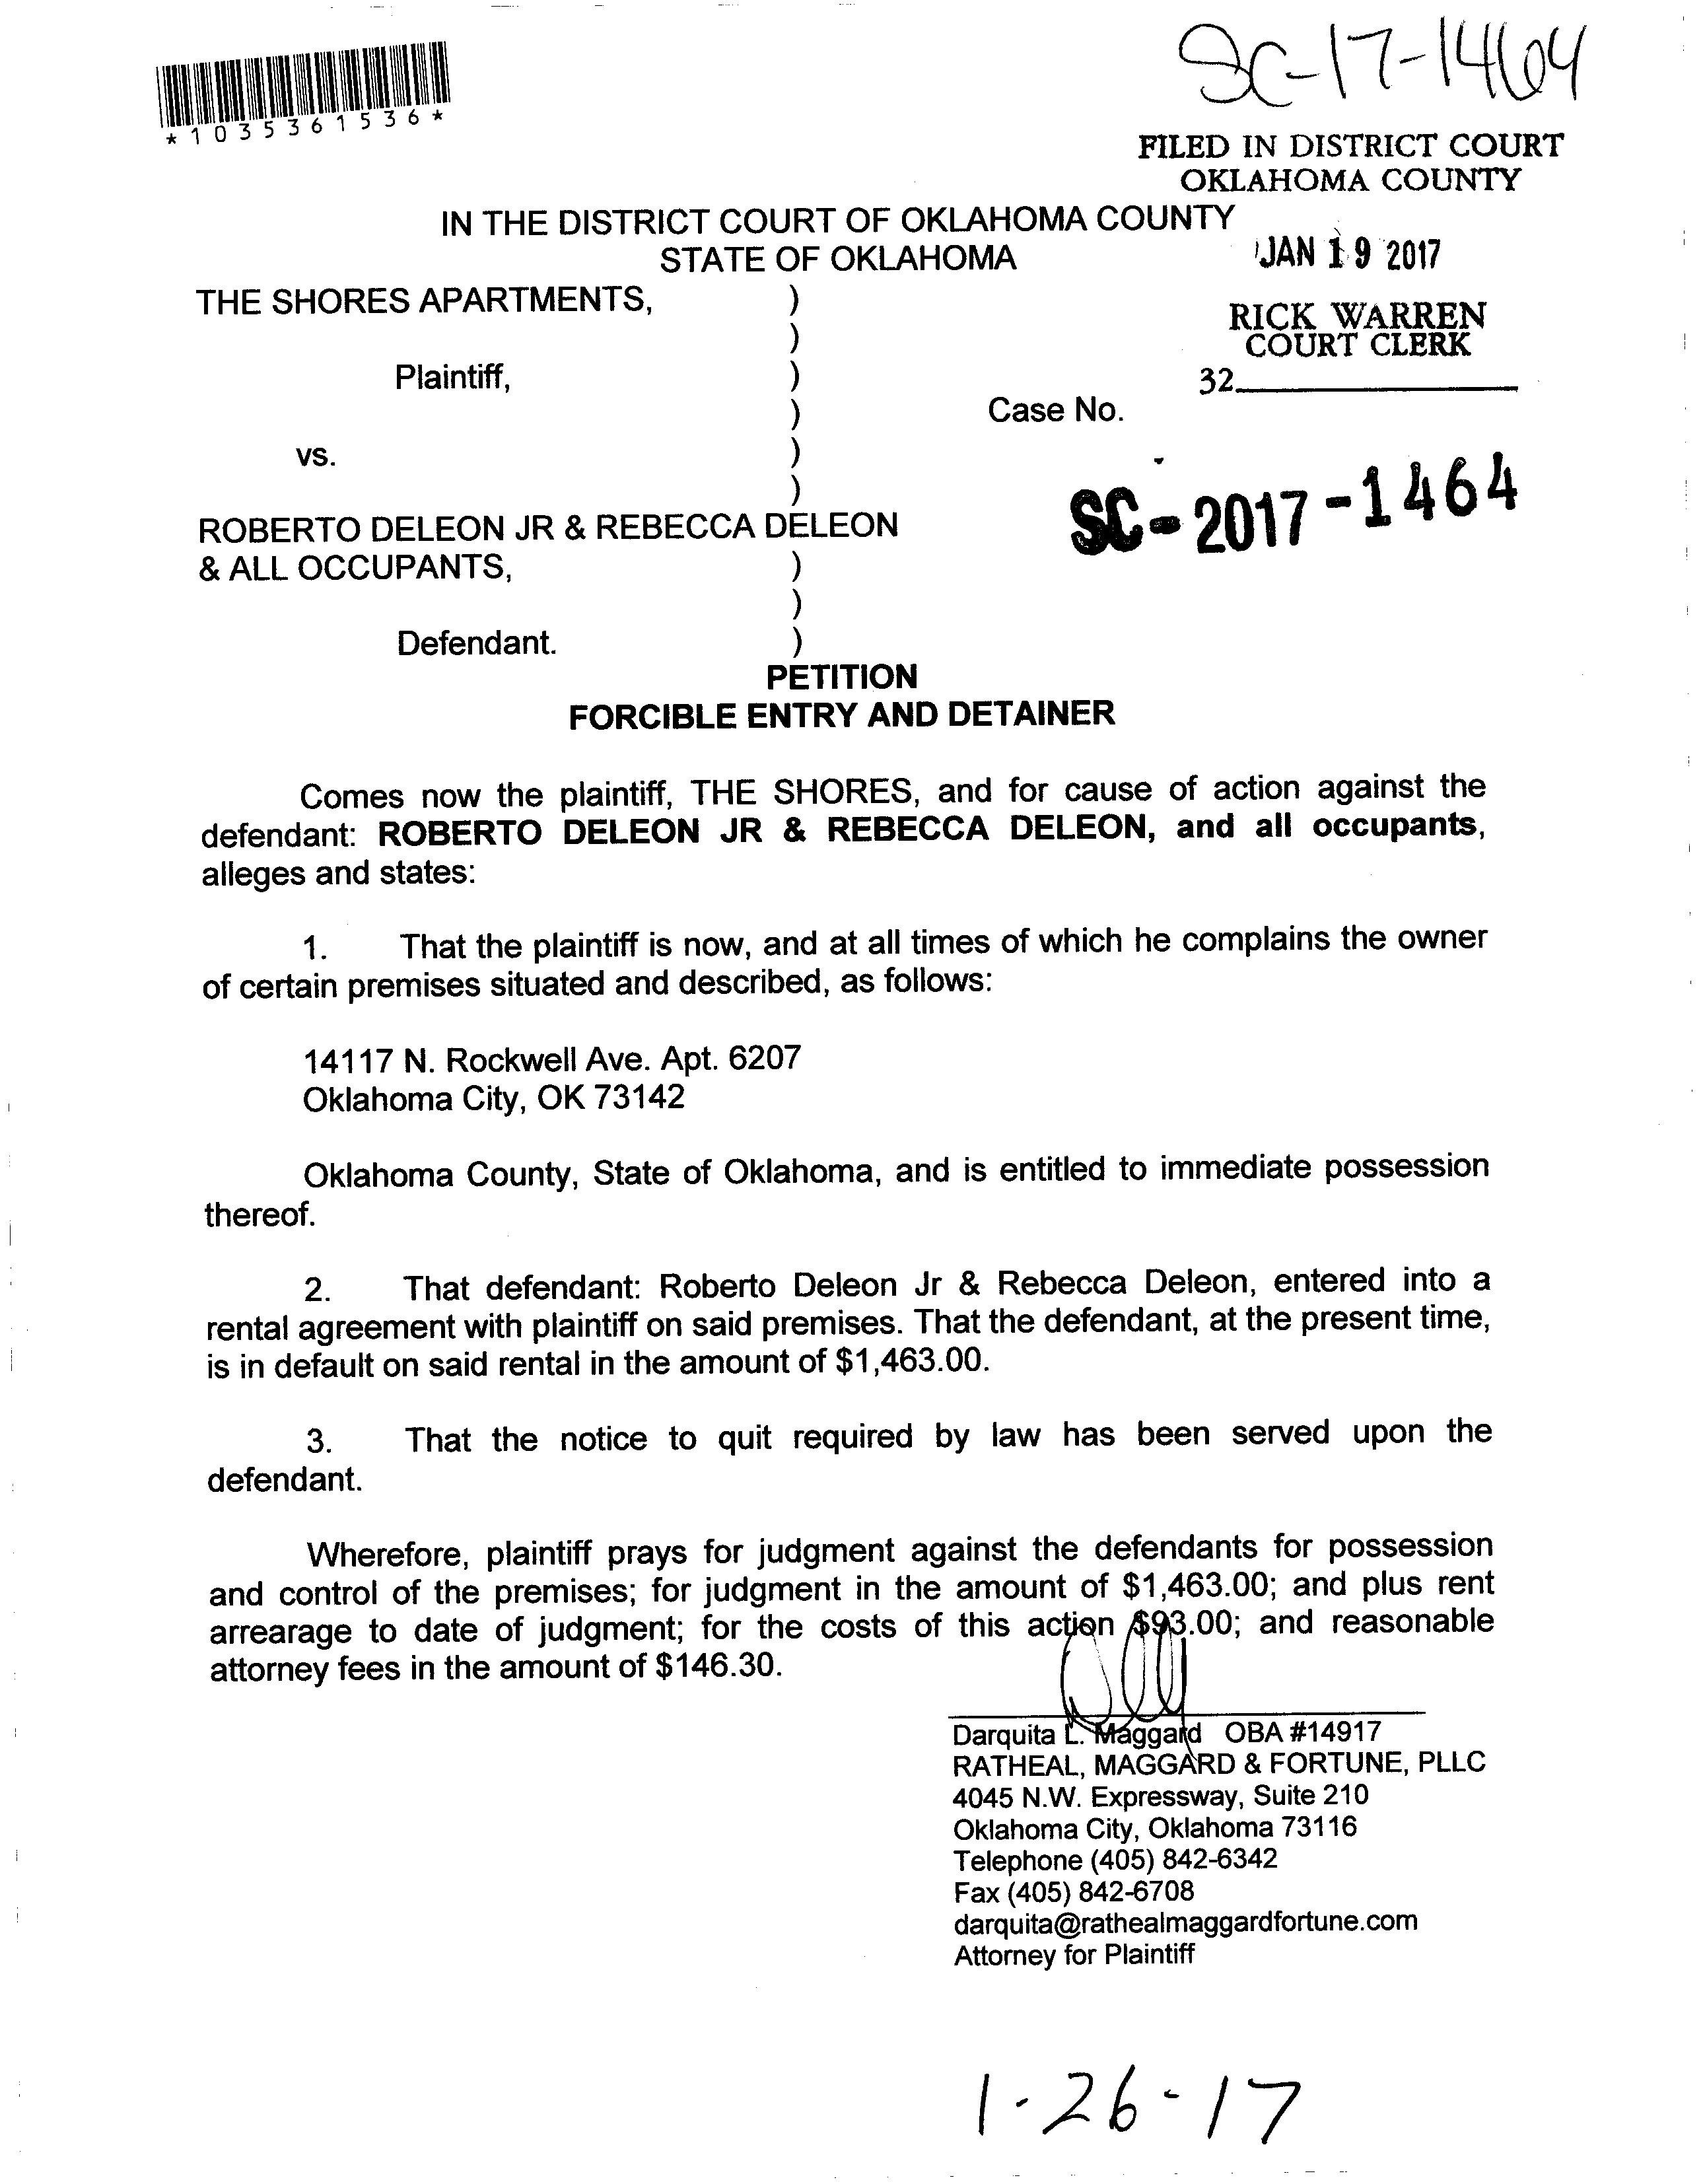 SC-17-1464
*1035361536*
FILED IN DISTRICT COURT
OKLAHOMA COUNTY
IN THE DISTRICT COURT OF OKLAHOMA COUNTY
STATE OF OKLAHOMA
JAN 19 2017
THE SHORES APARTMENTS, )
)
RICK WARREN
COURT CLERK
Plaintiff, )
32
)
Case No.
vs. )
)
SC-2017-1464
ROBERTO DELEON JR & REBECCA DELEON
& ALL OCCUPANTS, )
)
Defendant. )
PETITION
FORCIBLE ENTRY AND DETAINER
Comes now the plaintiff, THE SHORES, and for cause of action against the
defendant: ROBERTO DELEON JR & REBECCA DELEON, and all occupants,
alleges and states:
1. That the plaintiff is now, and at all times of which he complains the owner
of certain premises situated and described, as follows:
14117 N. Rockwell Ave. Apt. 6207
Oklahoma City, OK 73142
Oklahoma County, State of Oklahoma, and is entitled to immediate possession
thereof.
2. That defendant: Roberto Deleon Jr & Rebecca Deleon, entered into a
rental agreement with plaintiff on said premises. That the defendant, at the present time,
is in default on said rental in the amount of $1,463.00.
3. That the notice to quit required by law has been served upon the
defendant.
Wherefore, plaintiff prays for judgment against the defendants for possession
and control of the premises; for judgment in the amount of $1,463.00; and plus rent
arrearage to date of judgment; for the costs of this action $93.00; and reasonable
attorney fees in the amount of $146.30.
Darquita L. Maggard OBA #14917
RATHEAL, MAGGARD & FORTUNE, PLLC
4045 N.W. Expressway, Suite 210
Oklahoma City, Oklahoma 73116
Telephone (405) 842-6342
Fax (405) 842-6708
darquita@rathealmaggardfortune.com
Attorney for Plaintiff
1-26-17